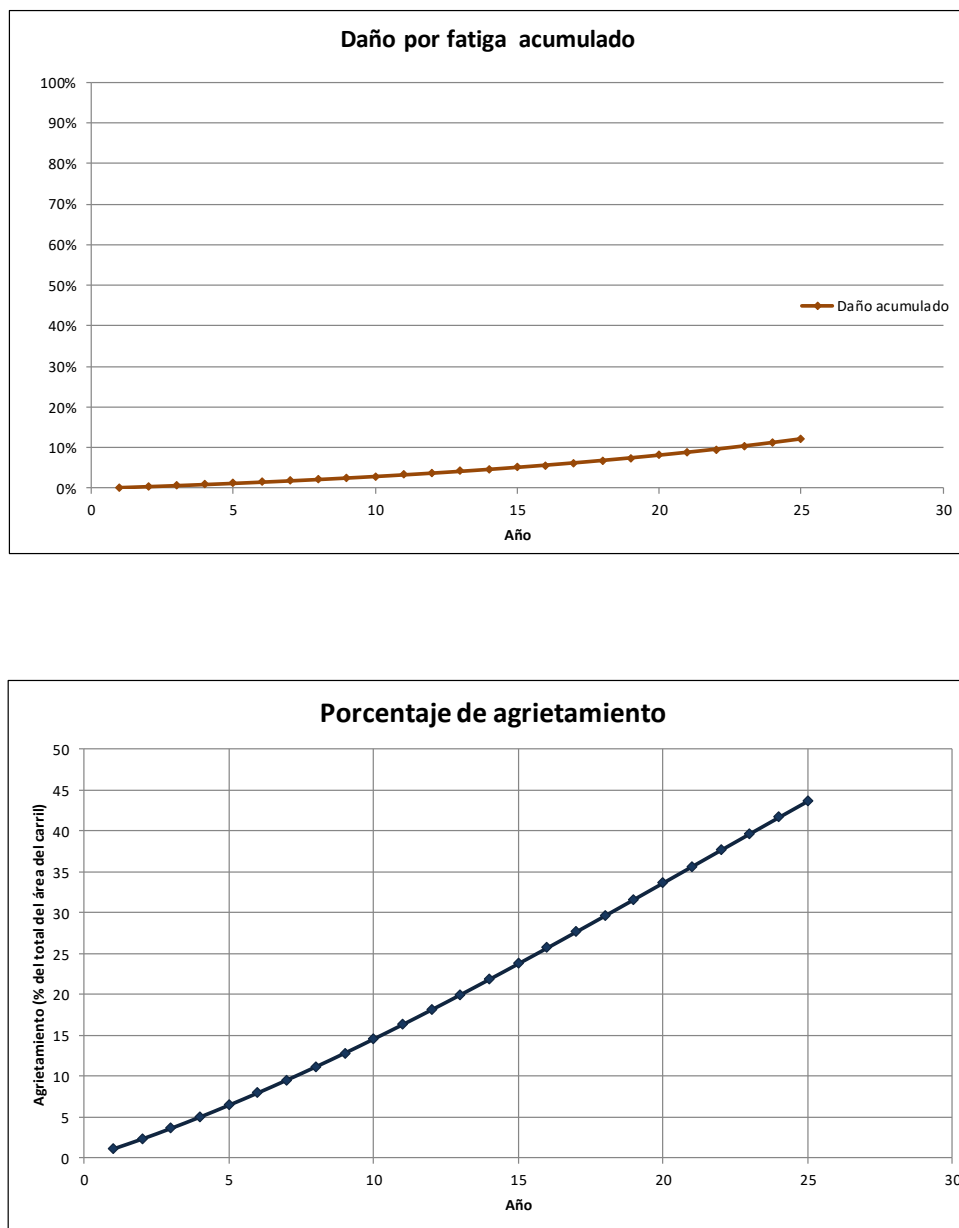 Daño por fatiga acumulado
100%
90%
80%
70%
60%
50%
40%
30%
20%
10%
0%
0 5 10 15 20 25 30
Año
Daño acumulado
Porcentaje de agrietamiento
Agrietamiento (% del total del área del carril)
50
45
40
35
30
25
20
15
10
5
0
0 5 10 15 20 25 30
Año